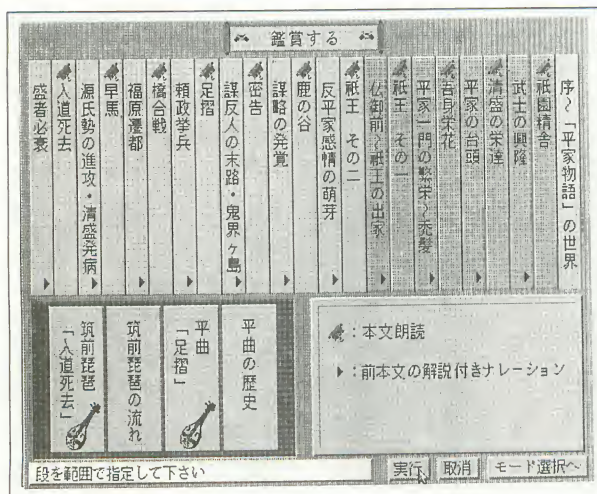 鑑賞する
序～「平家物語」の世界
祇園精舎
武士の興隆
清盛の栄達
平家の台頭
吾身栄花
平家一門の繁栄～禿髪
祇王 その一
仏御前～祇王の出家
祇王 その二
反平家感情の萌芽
鹿の谷
謀略の発覚
密告
謀反人の末路・鬼界ヶ島
足摺
頼政挙兵
橋合戦
福原遷都
早馬
源氏勢の進攻・清盛発病
入道死去
盛者必衰
平曲の歴史
平曲
「足摺」
筑前琵琶の流れ
筑前琵琶
「入道死去」
：本文朗読
：前本文の解説付きナレーション
段を範囲で指定して下さい
実行
取消
モード選択へ